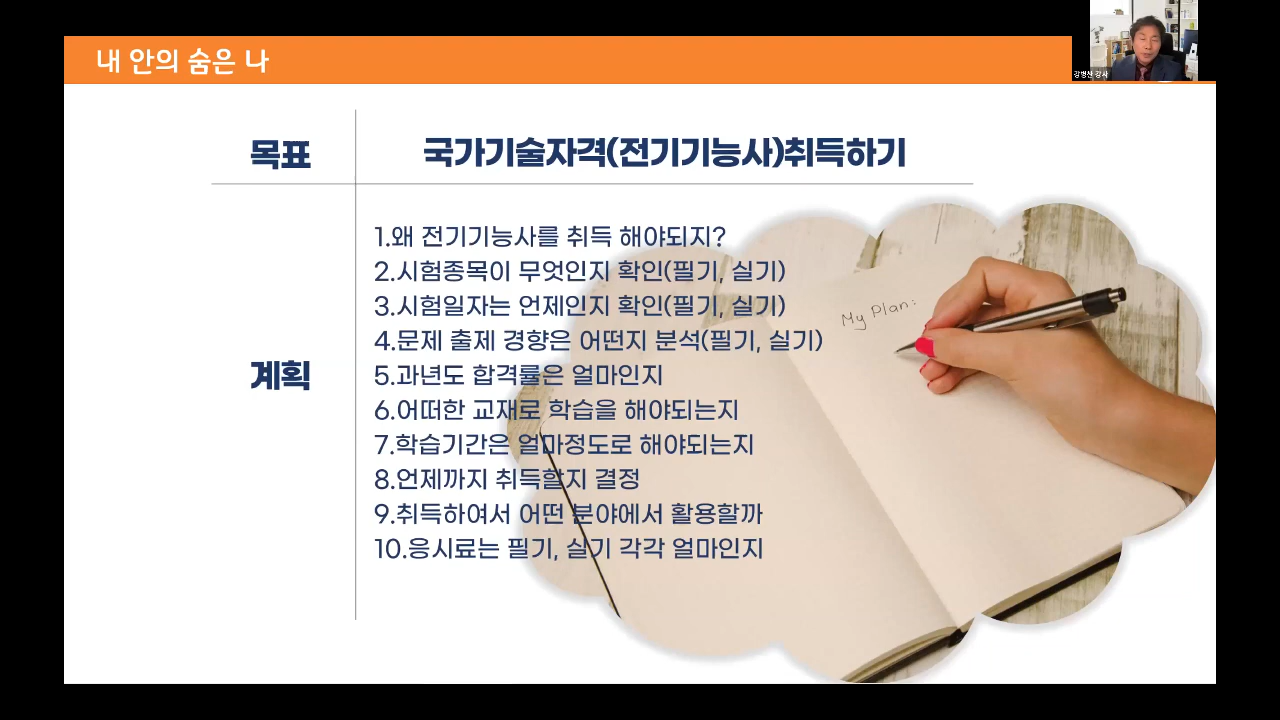 내 안의 숨은 나
강병찬 강사
목표
국가기술자격(전기기능사)취득하기
계획
1.왜 전기기능사를 취득 해야되지?
2.시험종목이 무엇인지 확인(필기, 실기)
3.시험일자는 언제인지 확인(필기, 실기)
4.문제 출제 경향은 어떤지 분석(필기, 실기)
5.과년도 합격률은 얼마인지
6.어떠한 교재로 학습을 해야되는지
7.학습기간은 얼마정도로 해야되는지
8.언제까지 취득할지 결정
9.취득하여서 어떤 분야에서 활용할까
10.응시료는 필기, 실기 각각 얼마인지
My Plan: